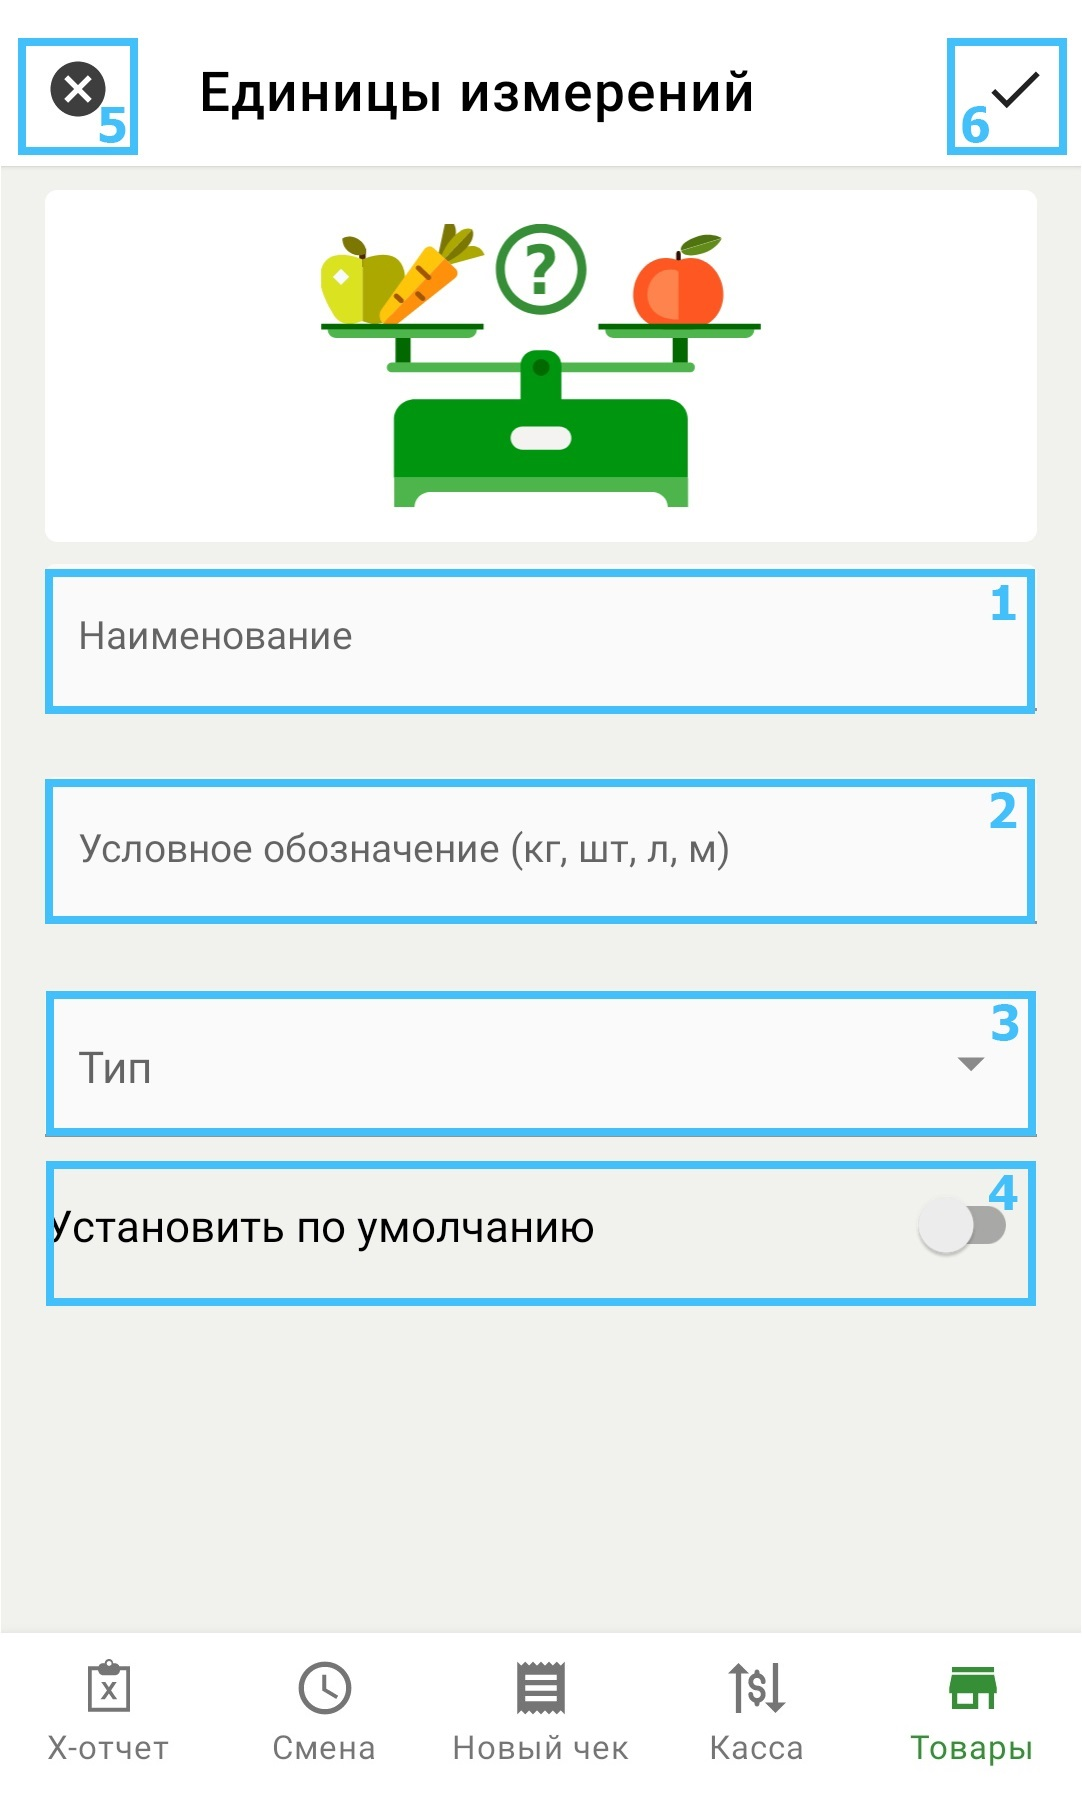 5
Единицы измерений
6
?
1
Наименование
2
Условное обозначение (кг, шт, л, м)
3
Тип
4
Установить по умолчанию
X
$
Х-отчет
Смена
Новый чек
Касса
Товары